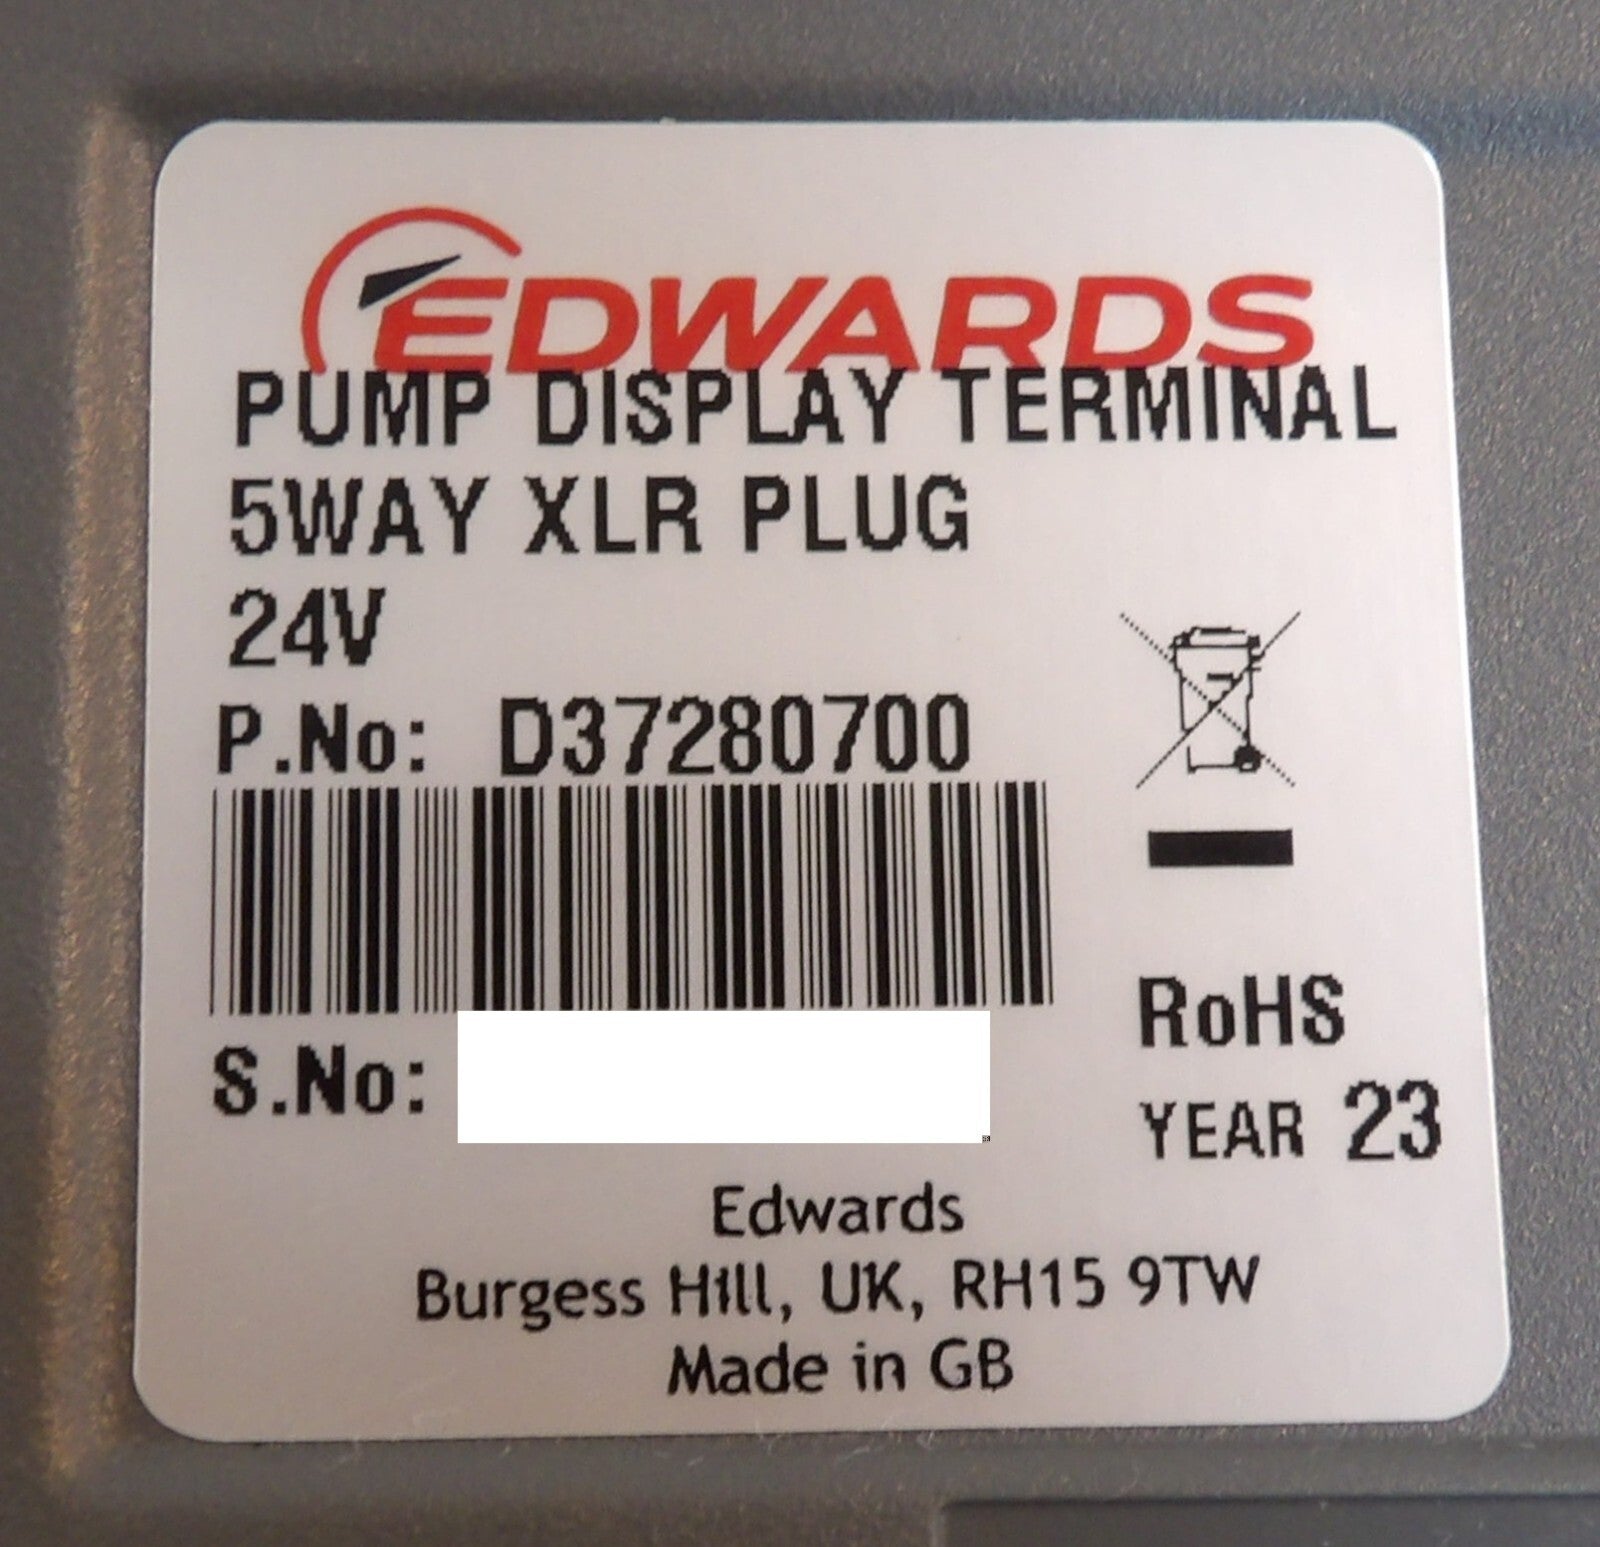 EDWARDS
PUMP DISPLAY TERMINAL
5WAY XLR PLUG
24V
P.No: D37280700
S.No:
RoHS
YEAR 23
Edwards
Burgess Hill, UK, RH15 9TW
Made in GB